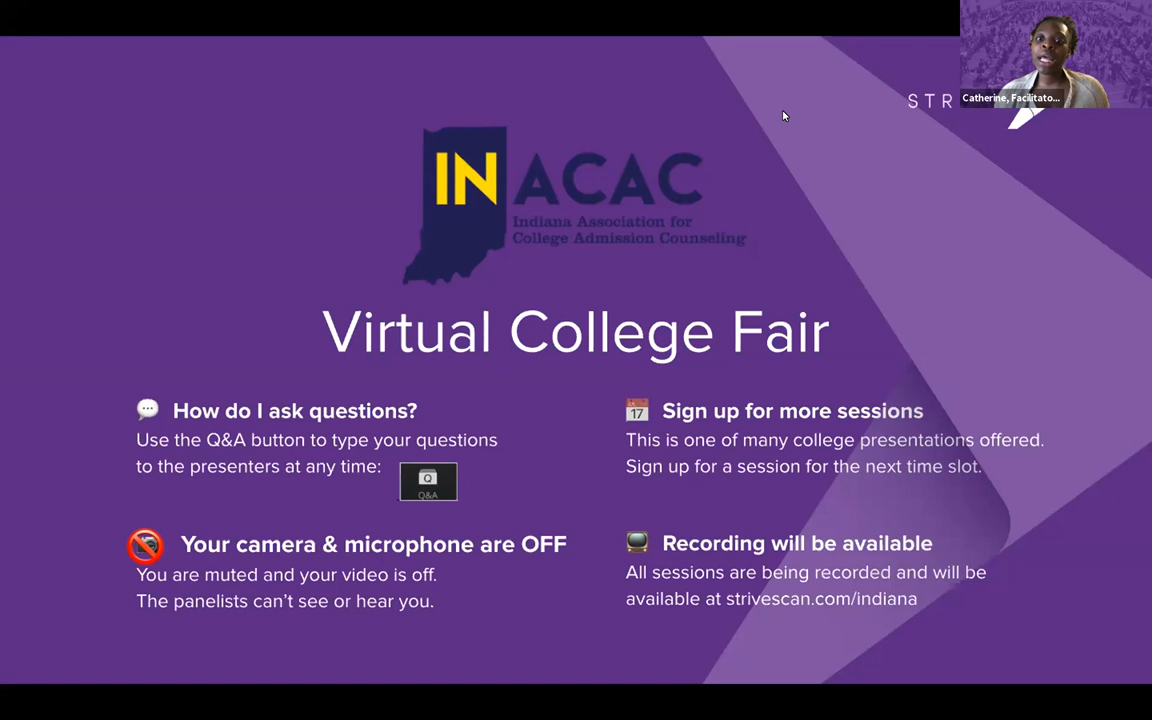 STR
Catherine, Facilitato...
IN ACAC
Indiana Association for
College Admission Counseling
Virtual College Fair
How do I ask questions?
Use the Q&A button to type your questions
to the presenters at any time:
Q
Q&A
Your camera & microphone are OFF
You are muted and your video is off.
The panelists can’t see or hear you.
17
Sign up for more sessions
This is one of many college presentations offered.
Sign up for a session for the next time slot.
Recording will be available
All sessions are being recorded and will be
available at strivescan.com/indiana